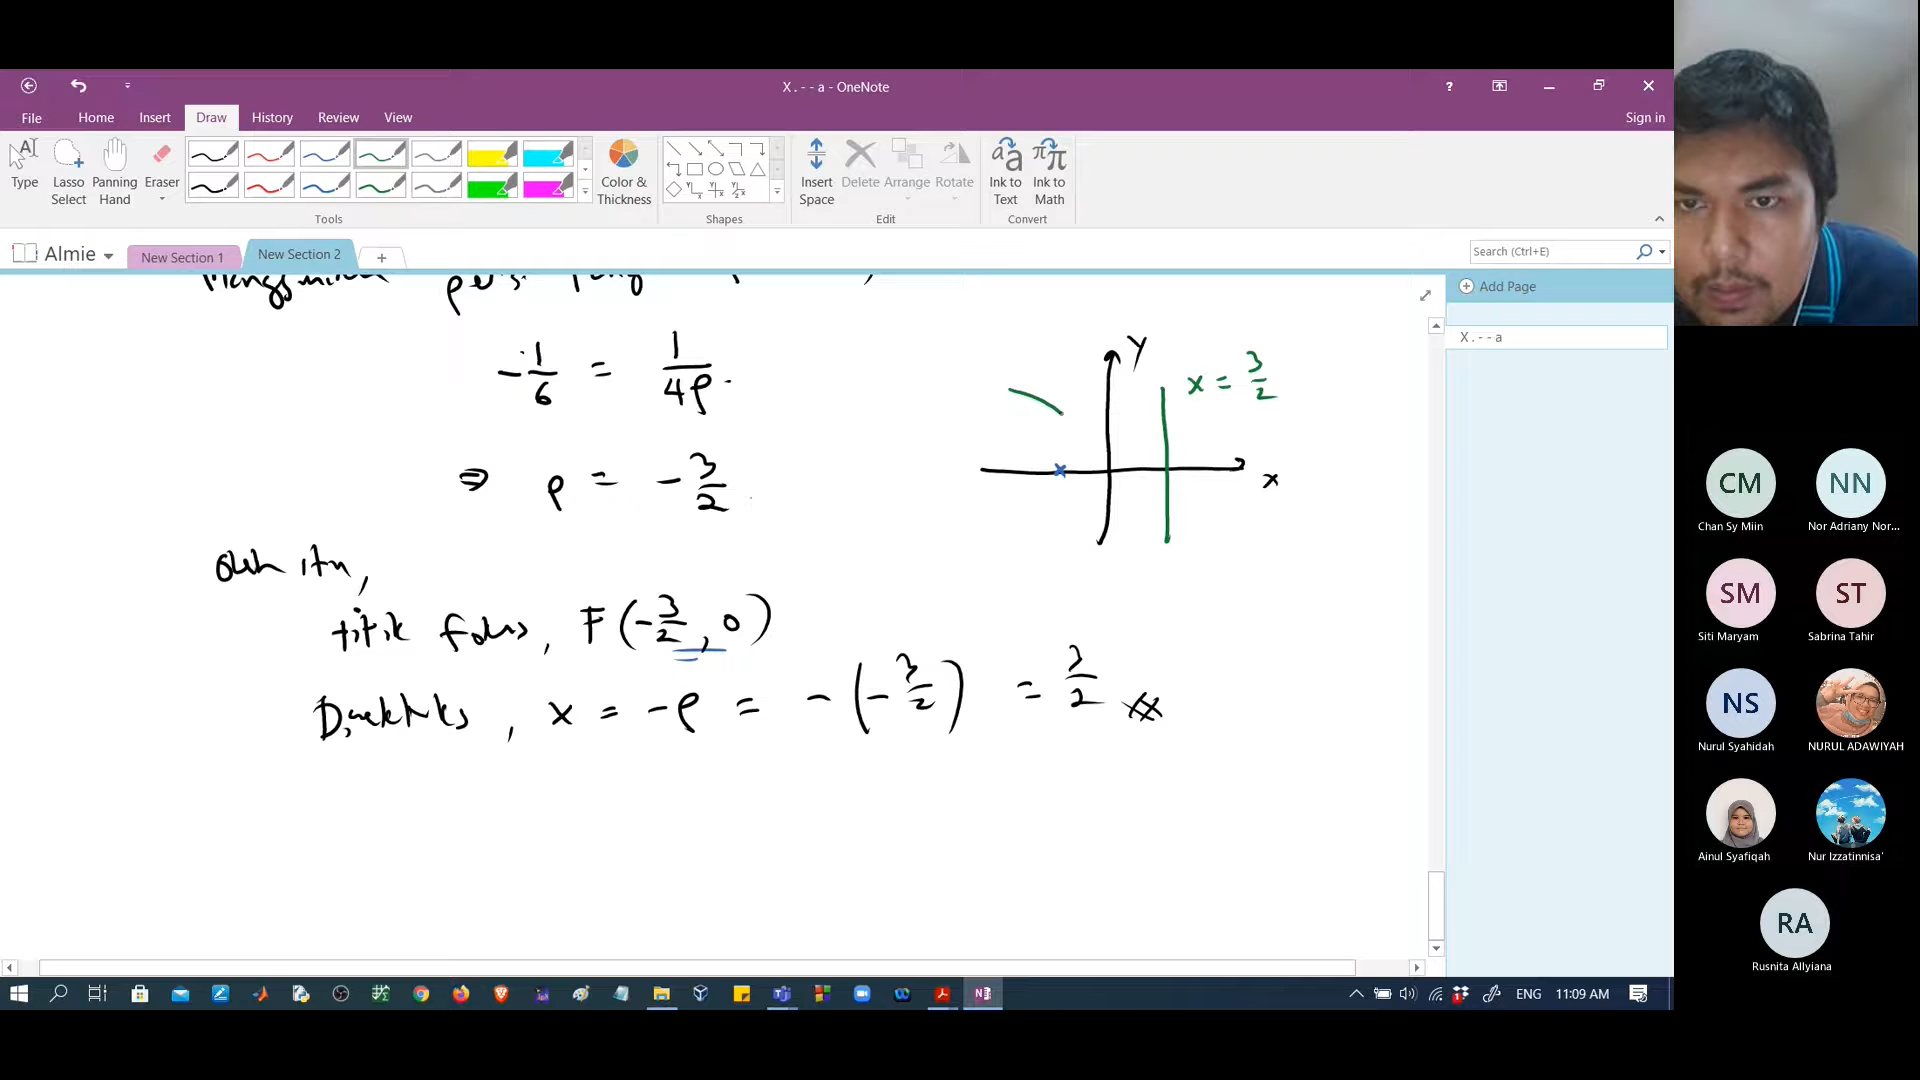 X . - - a - OneNote
File Home Insert Draw History Review View
Sign in
Type
Lasso Select
Panning Hand
Eraser
Color & Thickness
Insert Space
Delete
Arrange
Rotate
Ink to Text
Ink to Math
Tools
Shapes
Edit
Convert
Almie
New Section 1
New Section 2
Search (Ctrl+E)
Add Page
X . - - a
-1/6 = 1/4p
⇒ p = -3/2
y
x = 3/2
x
Oleh itu,
titik fokus, F(-3/2, 0)
Direktriks, x = -p = -(-3/2) = 3/2
CM
Chan Sy Miin
NN
Nor Adriany Nor...
SM
Siti Maryam
ST
Sabrina Tahir
NS
Nurul Syahidah
NURUL ADAWIYAH
Ainul Syafiqah
Nur Izzatinnisa'
RA
Rusnita Allyiana
ENG 11:09 AM